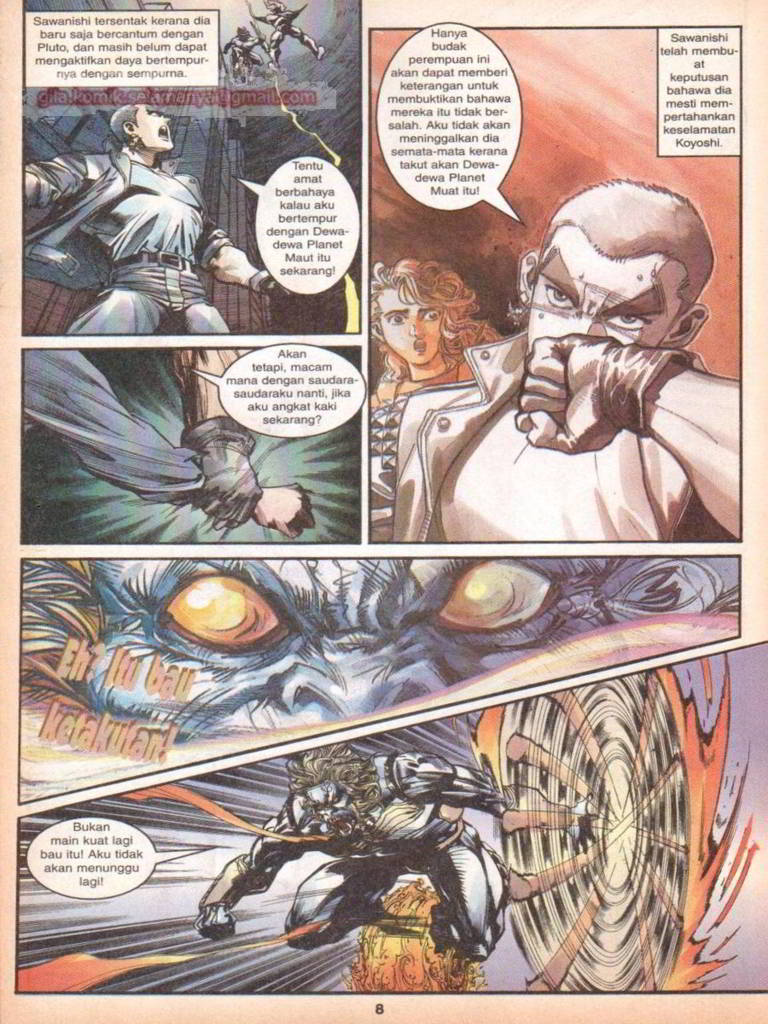 Sawanishi tersentak kerana dia
baru saja bercantum dengan
Pluto, dan masih belum dapat
mengaktifkan daya bertempur-
nya dengan sempurna.
gila.komik.selamanya@gmail.com
Tentu
amat
berbahaya
kalau aku
bertempur
dengan Dewa-
dewa Planet
Maut itu
sekarang!
Hanya
budak
perempuan ini
akan dapat memberi
keterangan untuk
membuktikan bahawa
mereka itu tidak ber-
salah. Aku tidak akan
meninggalkan dia
semata-mata kerana
takut akan Dewa-
dewa Planet
Muat itu!
Sawanishi
telah membu-
at
keputusan
bahawa dia
mesti mem-
pertahankan
keselamatan
Koyoshi.
Akan
tetapi, macam
mana dengan saudara-
saudaraku nanti, jika
aku angkat kaki
sekarang?
Eh? Itu bau
ketakutan!
Bukan
main kuat lagi
bau itu! Aku tidak
akan menunggu
lagi!
8